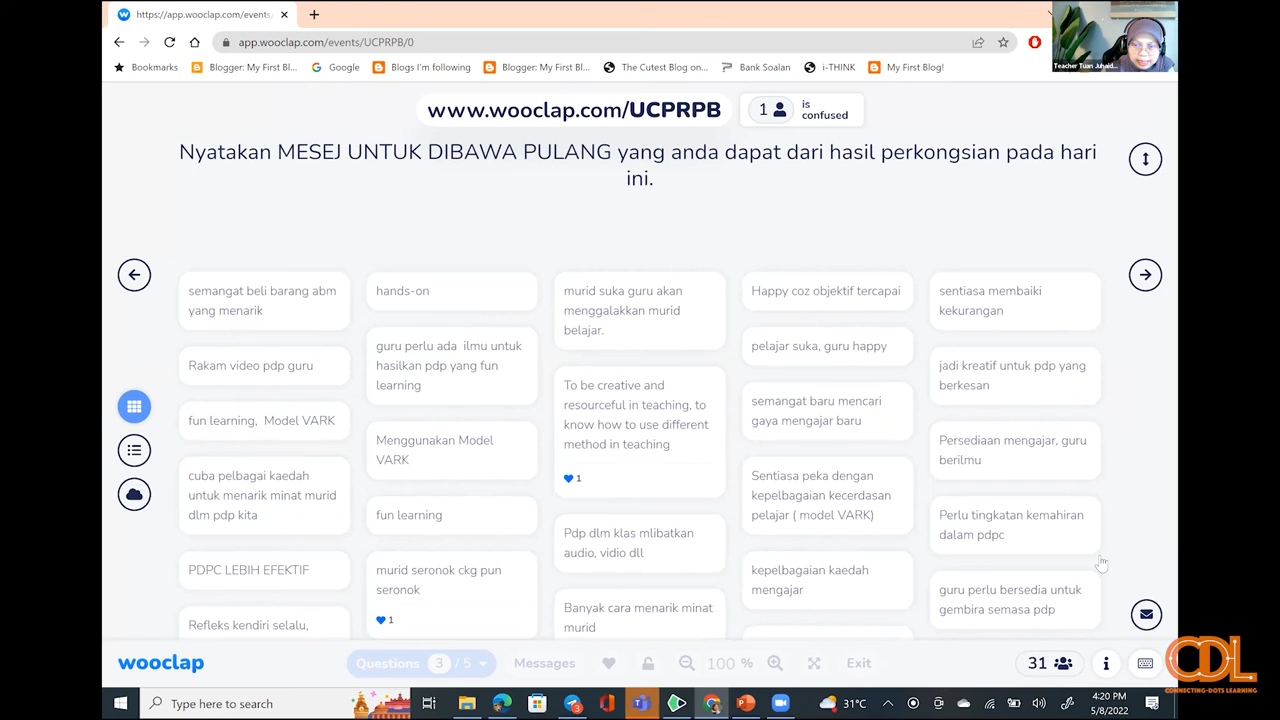 https://app.wooclap.com/events
app.wooclap.com/events/UCPRPB/0
Bookmarks
Blogger: My First Bl...
Google
Blogger: My First Bl...
The Cutest Blog on...
Bank Soalan
i-THINK
My First Blog!
Teacher Tuan Juhaid...
www.wooclap.com/UCPRPB
1
is
confused
Nyatakan MESEJ UNTUK DIBAWA PULANG yang anda dapat dari hasil perkongsian pada hari
ini.
semangat beli barang abm
yang menarik
Rakam video pdp guru
fun learning, Model VARK
cuba pelbagai kaedah
untuk menarik minat murid
dlm pdp kita
PDPC LEBIH EFEKTIF
Refleks kendiri selalu,
hands-on
guru perlu ada ilmu untuk
hasilkan pdp yang fun
learning
Menggunakan Model
VARK
fun learning
murid seronok ckg pun
seronok
1
murid suka guru akan
menggalakkan murid
belajar.
To be creative and
resourceful in teaching, to
know how to use different
method in teaching
1
Pdp dlm klas mlibatkan
audio, vidio dll
Banyak cara menarik minat
murid
Happy coz objektif tercapai
pelajar suka, guru happy
semangat baru mencari
gaya mengajar baru
Sentiasa peka dengan
kepelbagaian kecerdasan
pelajar ( model VARK)
kepelbagaian kaedah
mengajar
sentiasa membaiki
kekurangan
jadi kreatif untuk pdp yang
berkesan
Persediaan mengajar, guru
berilmu
Perlu tingkatan kemahiran
dalam pdpc
guru perlu bersedia untuk
gembira semasa pdp
wooclap
Questions 3 / 5
Messages
100 %
Exit
31
CDL
CONNECTING-DOTS LEARNING
Type here to search
31°C
4:20 PM
5/8/2022